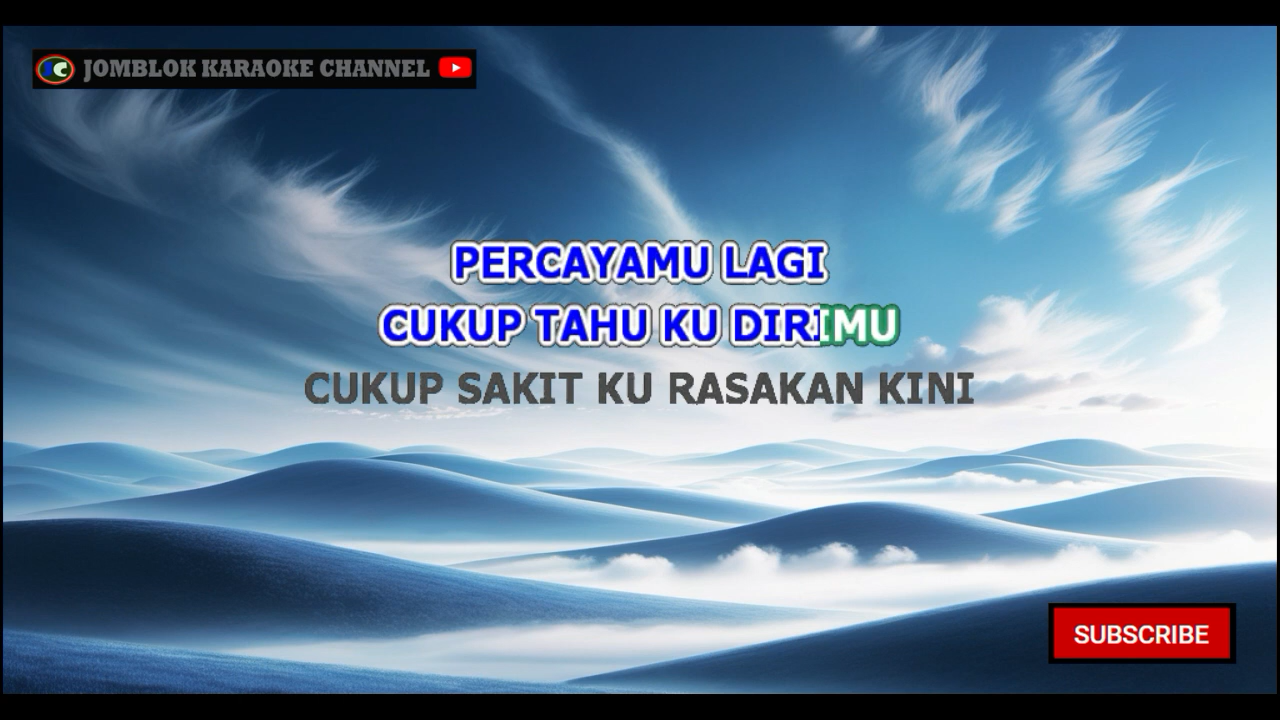 JOMBLOK KARAOKE CHANNEL
PERCAYAMU LAGI
CUKUP TAHU KU DIRIMU
CUKUP SAKIT KU RASAKAN KINI
SUBSCRIBE